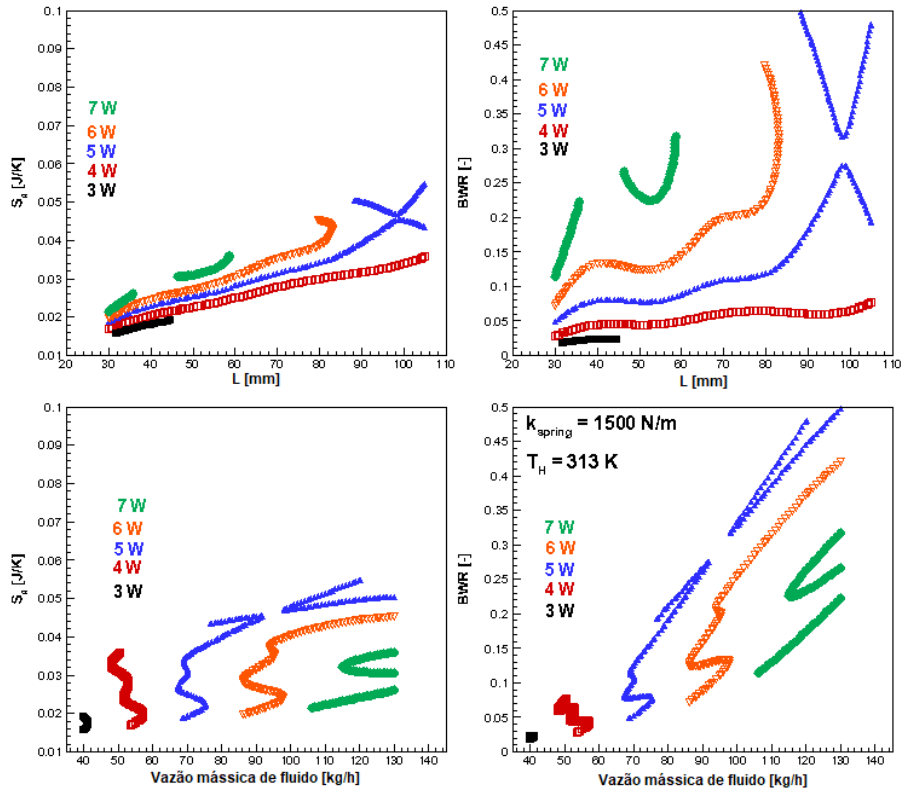 0.1
0.09
0.08
0.07
0.06
0.05
0.04
0.03
0.02
0.01
S_g [J/K]
7 W
6 W
5 W
4 W
3 W
20 30 40 50 60 70 80 90 100 110
L [mm]
0.5
0.45
0.4
0.35
0.3
0.25
0.2
0.15
0.1
0.05
0
BWR [-]
7 W
6 W
5 W
4 W
3 W
20 30 40 50 60 70 80 90 100 110
L [mm]
0.1
0.09
0.08
0.07
0.06
0.05
0.04
0.03
0.02
0.01
S_g [J/K]
7 W
6 W
5 W
4 W
3 W
40 50 60 70 80 90 100 110 120 130 140
Vazão mássica de fluido [kg/h]
0.5
0.45
0.4
0.35
0.3
0.25
0.2
0.15
0.1
0.05
0
BWR [-]
k_spring = 1500 N/m
T_H = 313 K
7 W
6 W
5 W
4 W
3 W
40 50 60 70 80 90 100 110 120 130 140
Vazão mássica de fluido [kg/h]